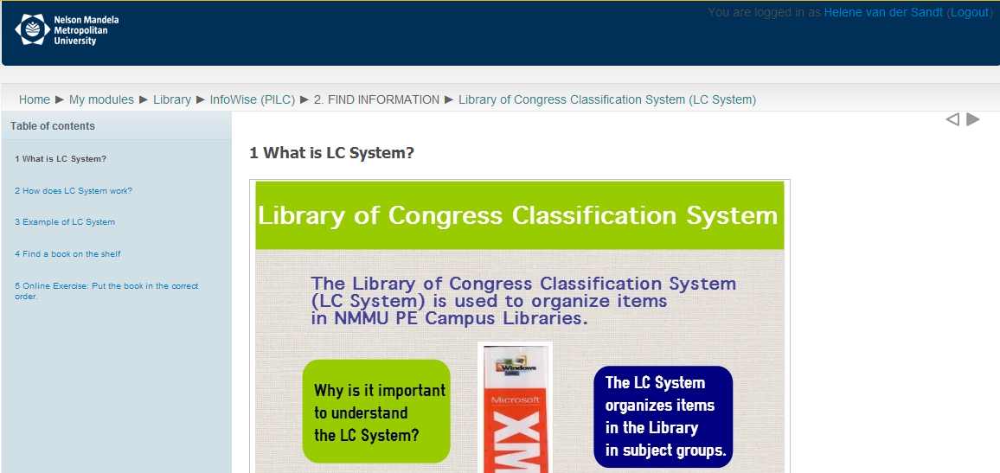 Nelson Mandela
Metropolitan
University
You are logged in as Helene van der Sandt (Logout)
Home ► My modules ► Library ► InfoWise (PILC) ► 2. FIND INFORMATION ► Library of Congress Classification System (LC System)
Table of contents
1 What is LC System?
2 How does LC System work?
3 Example of LC System
4 Find a book on the shelf
5 Online Exercise: Put the book in the correct
order.
1 What is LC System?
Library of Congress Classification System
The Library of Congress Classification System
(LC System) is used to organize items
in NMMU PE Campus Libraries.
Why is it important
to understand
the LC System?
Windows
Microsoft
XM
The LC System
organizes items
in the Library
in subject groups.